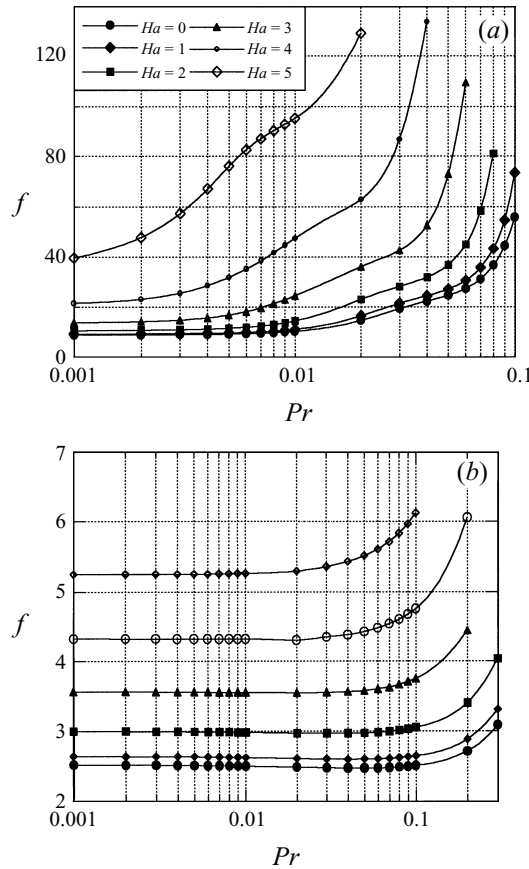 Ha = 0
Ha = 3
Ha = 1
Ha = 4
Ha = 2
Ha = 5
(a)
120
80
40
0
f
0.001
0.01
0.1
Pr
(b)
7
6
5
4
3
2
f
0.001
0.01
0.1
Pr